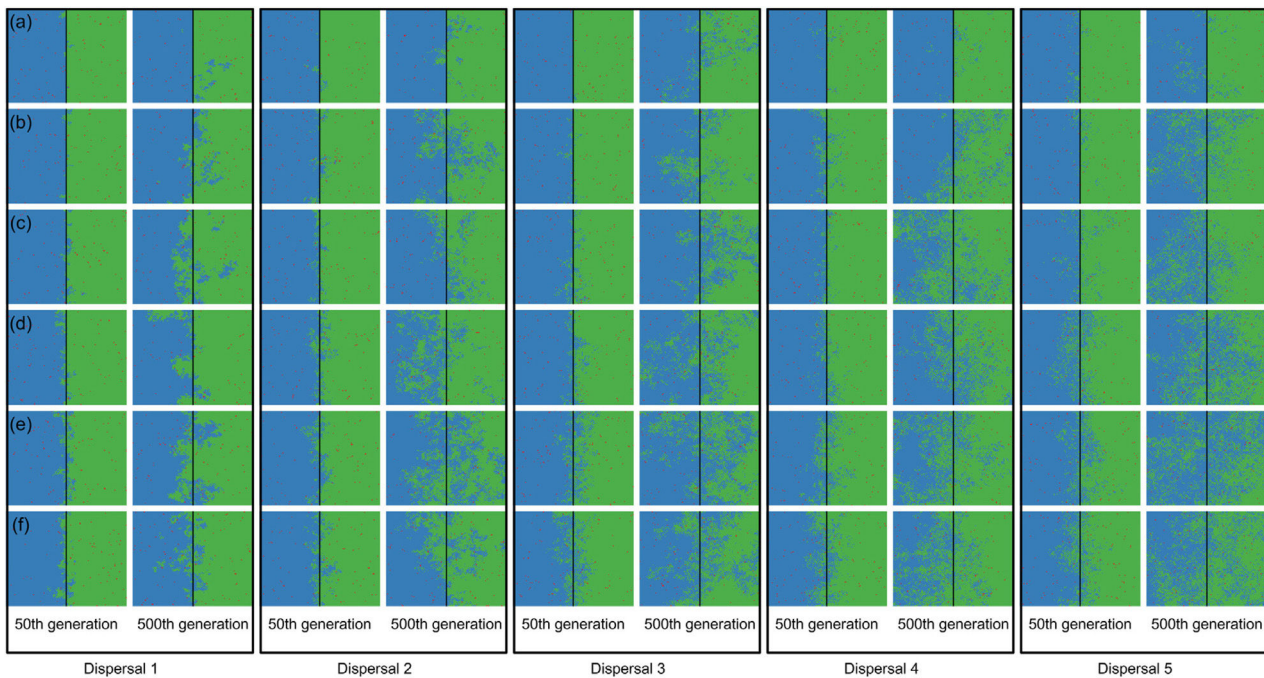 (a)
(b)
(c)
(d)
(e)
(f)
50th generation 500th generation 50th generation 500th generation 50th generation 500th generation 50th generation 500th generation 50th generation 500th generation
Dispersal 1 Dispersal 2 Dispersal 3 Dispersal 4 Dispersal 5